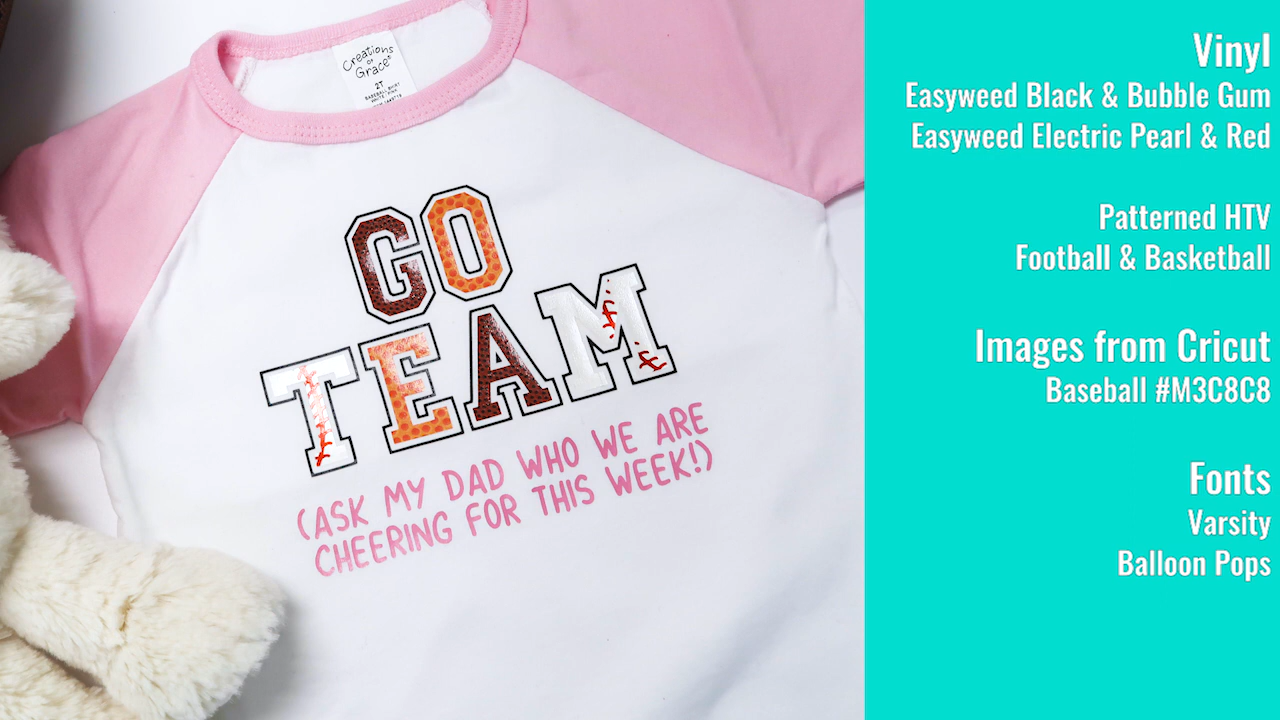 Creations
of
Grace®
2T
BASEBALL SHIRT
GO
TEAM
(ASK MY DAD WHO WE ARE
CHEERING FOR THIS WEEK!)
Vinyl
Easyweed Black & Bubble Gum
Easyweed Electric Pearl & Red
Patterned HTV
Football & Basketball
Images from Cricut
Baseball #M3C8C8
Fonts
Varsity
Balloon Pops